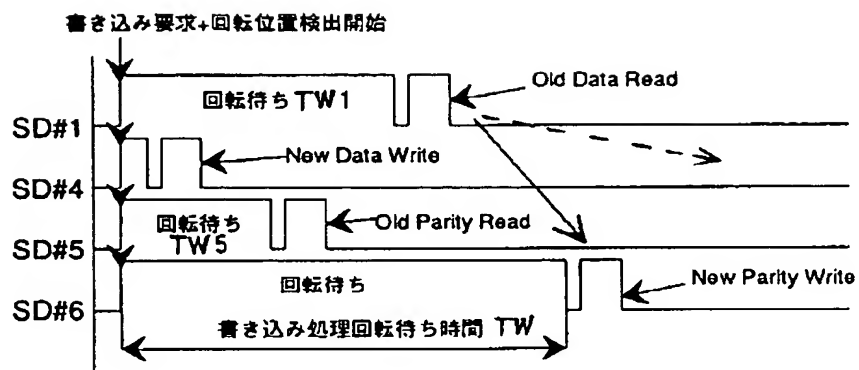 書き込み要求+回転位置検出開始
Old Data Read
回転待ち TW1
SD#1
New Data Write
SD#4
回転待ち
TW5
Old Parity Read
SD#5
回転待ち
New Parity Write
SD#6
書き込み処理回転待ち時間 TW